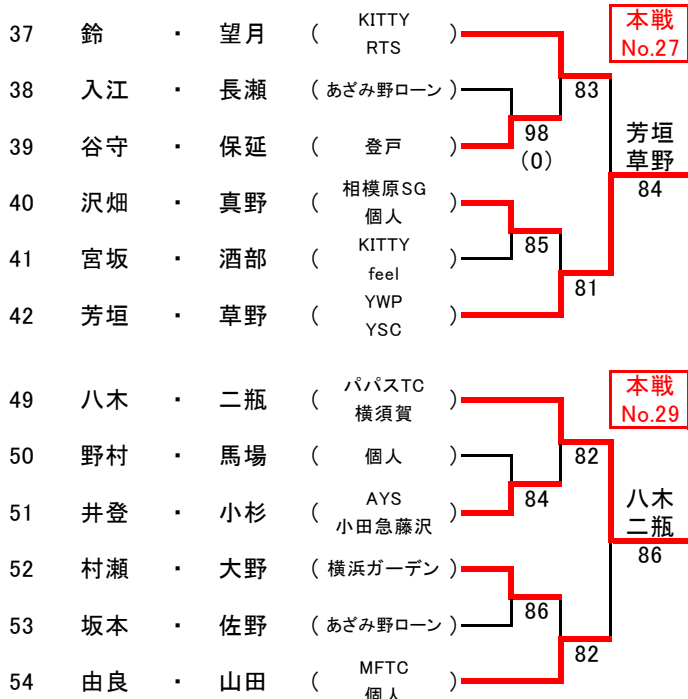 37 鈴 ・ 望月 ( KITTY RTS )
本戦 No.27
38 入江 ・ 長瀬 ( あざみ野ローン )
83
39 谷守 ・ 保延 ( 登戸 )
98
(0)
芳垣
草野
84
40 沢畑 ・ 真野 ( 相模原SG 個人 )
85
41 宮坂 ・ 酒部 ( KITTY feel )
81
42 芳垣 ・ 草野 ( YWP YSC )
49 八木 ・ 二瓶 ( パパスTC 横須賀 )
本戦 No.29
50 野村 ・ 馬場 ( 個人 )
82
51 井登 ・ 小杉 ( AYS 小田急藤沢 )
84
八木
二瓶
86
52 村瀬 ・ 大野 ( 横浜ガーデン )
86
53 坂本 ・ 佐野 ( あざみ野ローン )
82
54 由良 ・ 山田 ( MFTC 個人 )